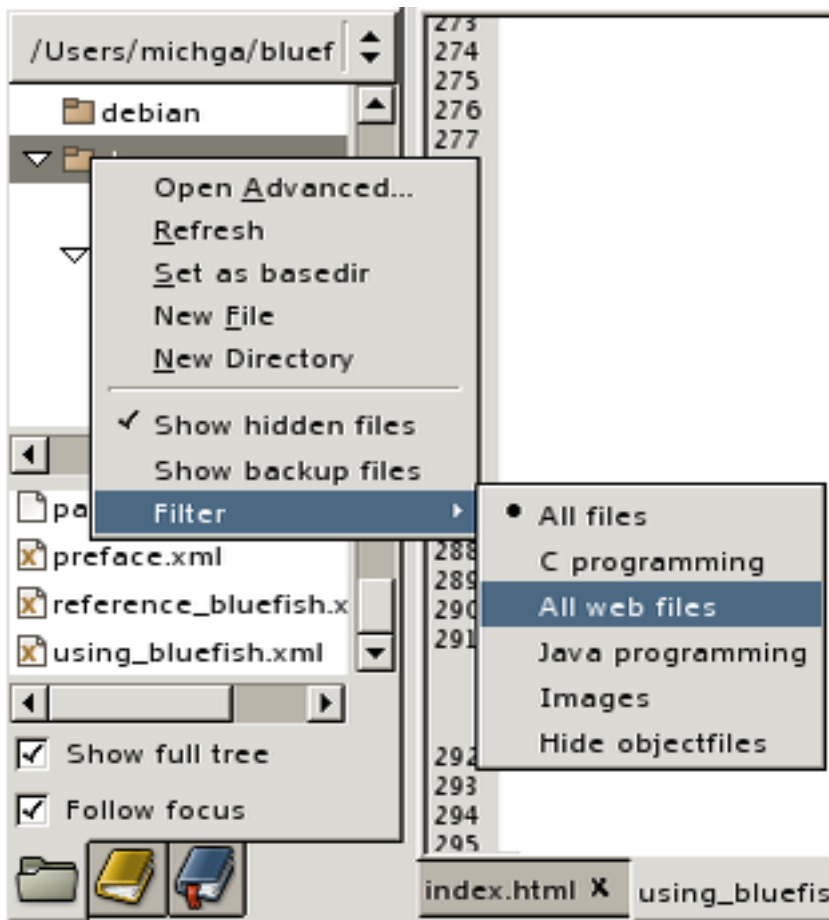 /Users/michga/bluef
debian
Open Advanced...
Refresh
Set as basedir
New File
New Directory
Show hidden files
Show backup files
Filter
All files
C programming
All web files
Java programming
Images
Hide objectfiles
pa
preface.xml
reference_bluefish.x
using_bluefish.xml
Show full tree
Follow focus
273
274
275
276
277
288
289
290
291
292
293
294
295
index.html X
using_bluefis